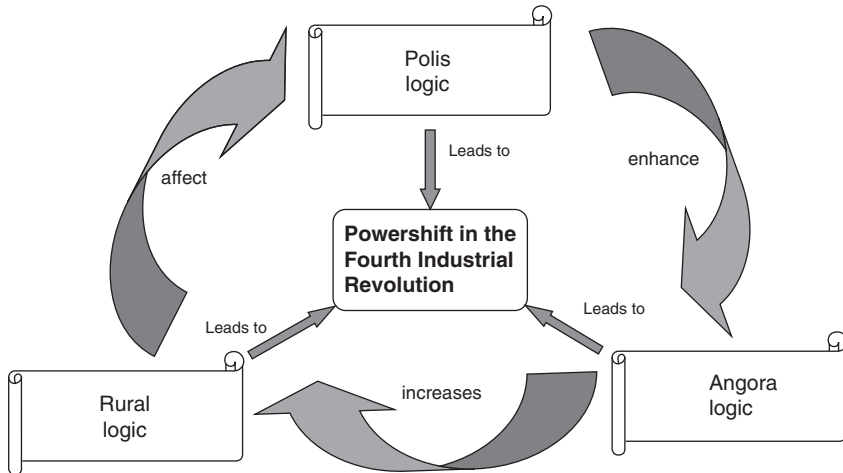 Polis
logic
Leads to
affect
enhance
Powershift in the
Fourth Industrial
Revolution
Leads to
Leads to
Rural
logic
increases
Angora
logic